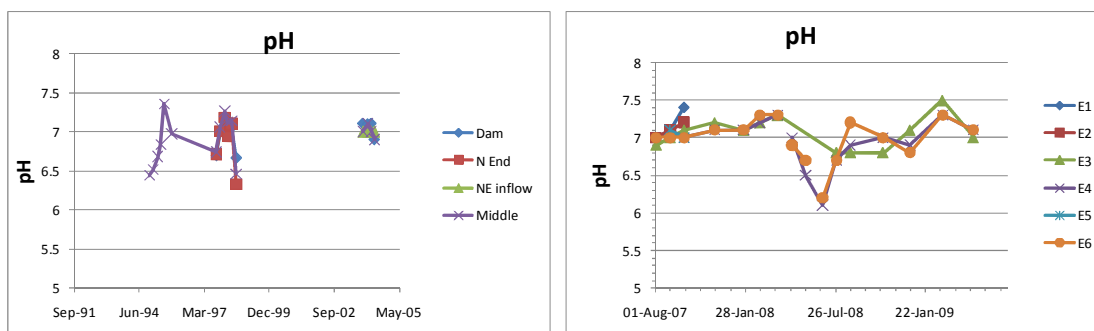 pH
8
7.5
7
6.5
6
5.5
5
pH
Sep-91 Jun-94 Mar-97 Dec-99 Sep-02 May-05
Dam
N End
NE inflow
Middle
pH
8
7.5
7
6.5
6
5.5
5
pH
01-Aug-07 28-Jan-08 26-Jul-08 22-Jan-09
E1
E2
E3
E4
E5
E6